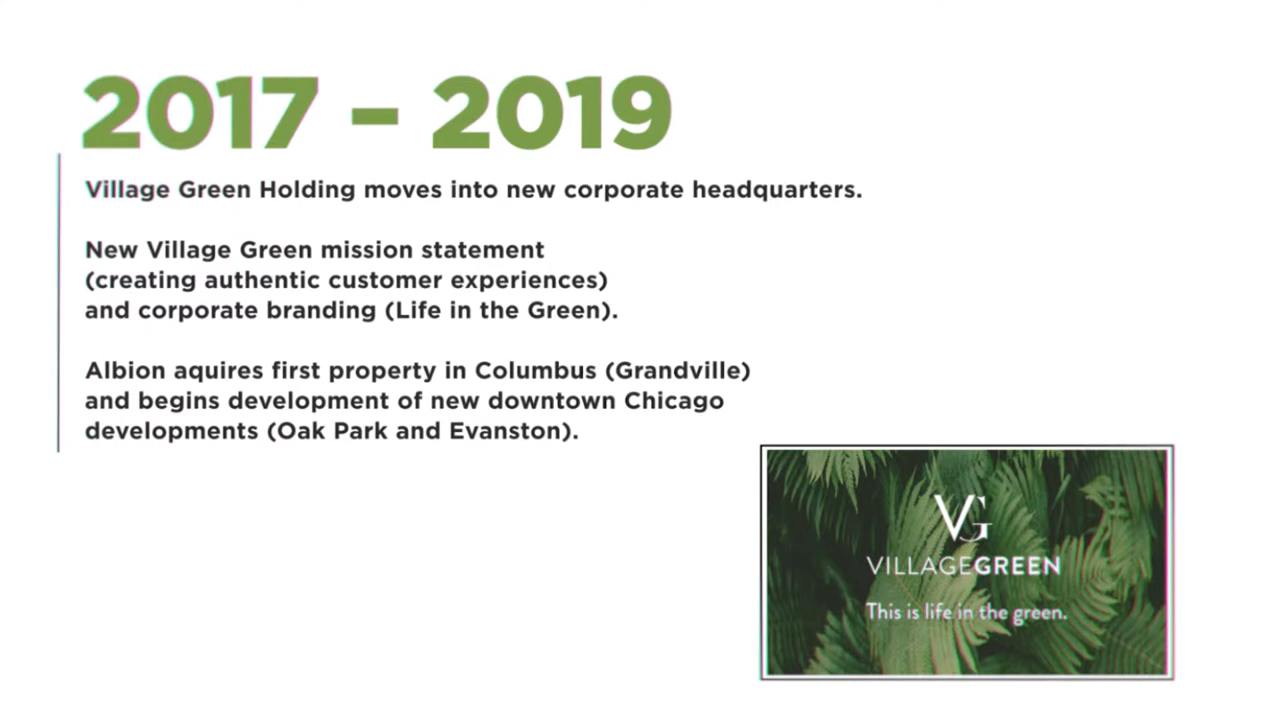 2017 – 2019
Village Green Holding moves into new corporate headquarters.
New Village Green mission statement
(creating authentic customer experiences)
and corporate branding (Life in the Green).
Albion aquires first property in Columbus (Grandville)
and begins development of new downtown Chicago
developments (Oak Park and Evanston).
VG
VILLAGEGREEN
This is life in the green.